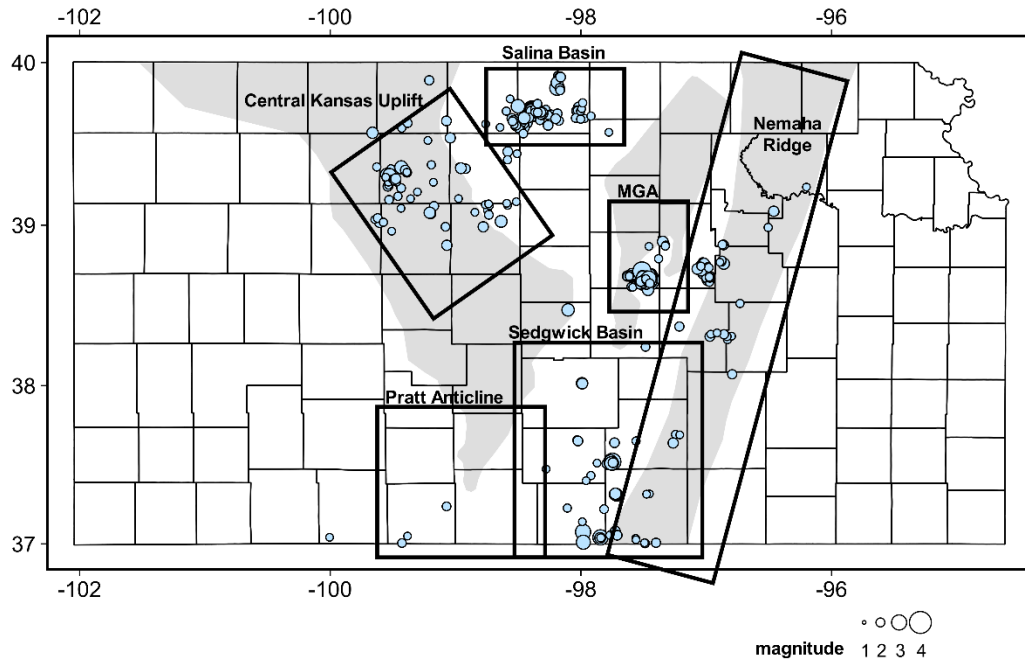 -102 -100 -98 -96
40
Salina Basin
Central Kansas Uplift
Nemaha
Ridge
MGA
39
Sedgwick Basin
38
Pratt Anticline
37
-102 -100 -98 -96
magnitude 1 2 3 4